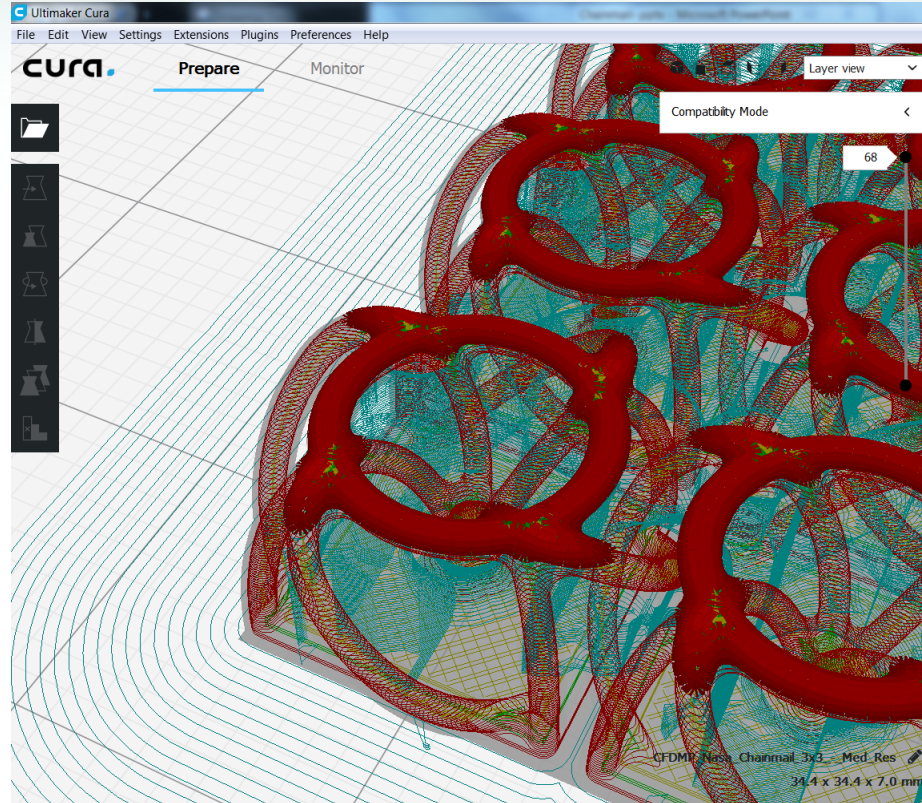 Ultimaker Cura
File Edit View Settings Extensions Plugins Preferences Help
cura.
Prepare
Monitor
Layer view
Compatibility Mode
68
CFDMP_Nasa_Chainmail_3x3_-_Med_Res
34.4 x 34.4 x 7.0 mm